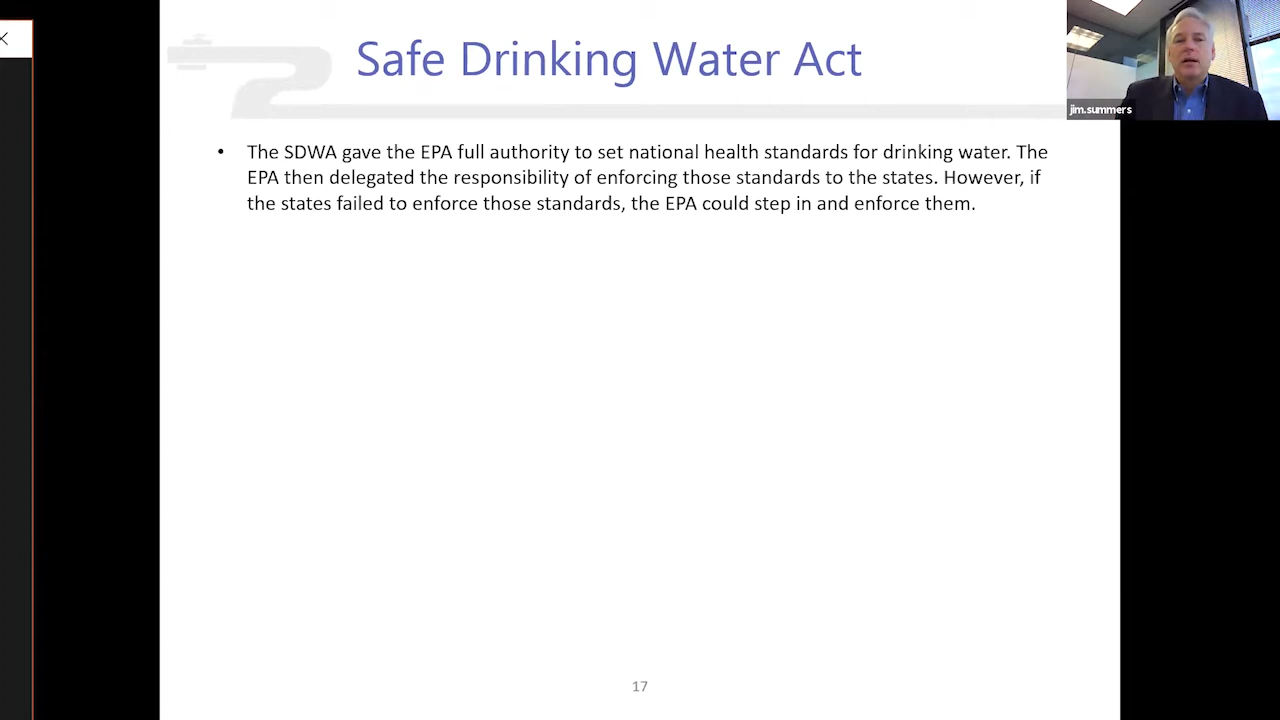 Safe Drinking Water Act
jim.summers
• The SDWA gave the EPA full authority to set national health standards for drinking water. The
EPA then delegated the responsibility of enforcing those standards to the states. However, if
the states failed to enforce those standards, the EPA could step in and enforce them.
17